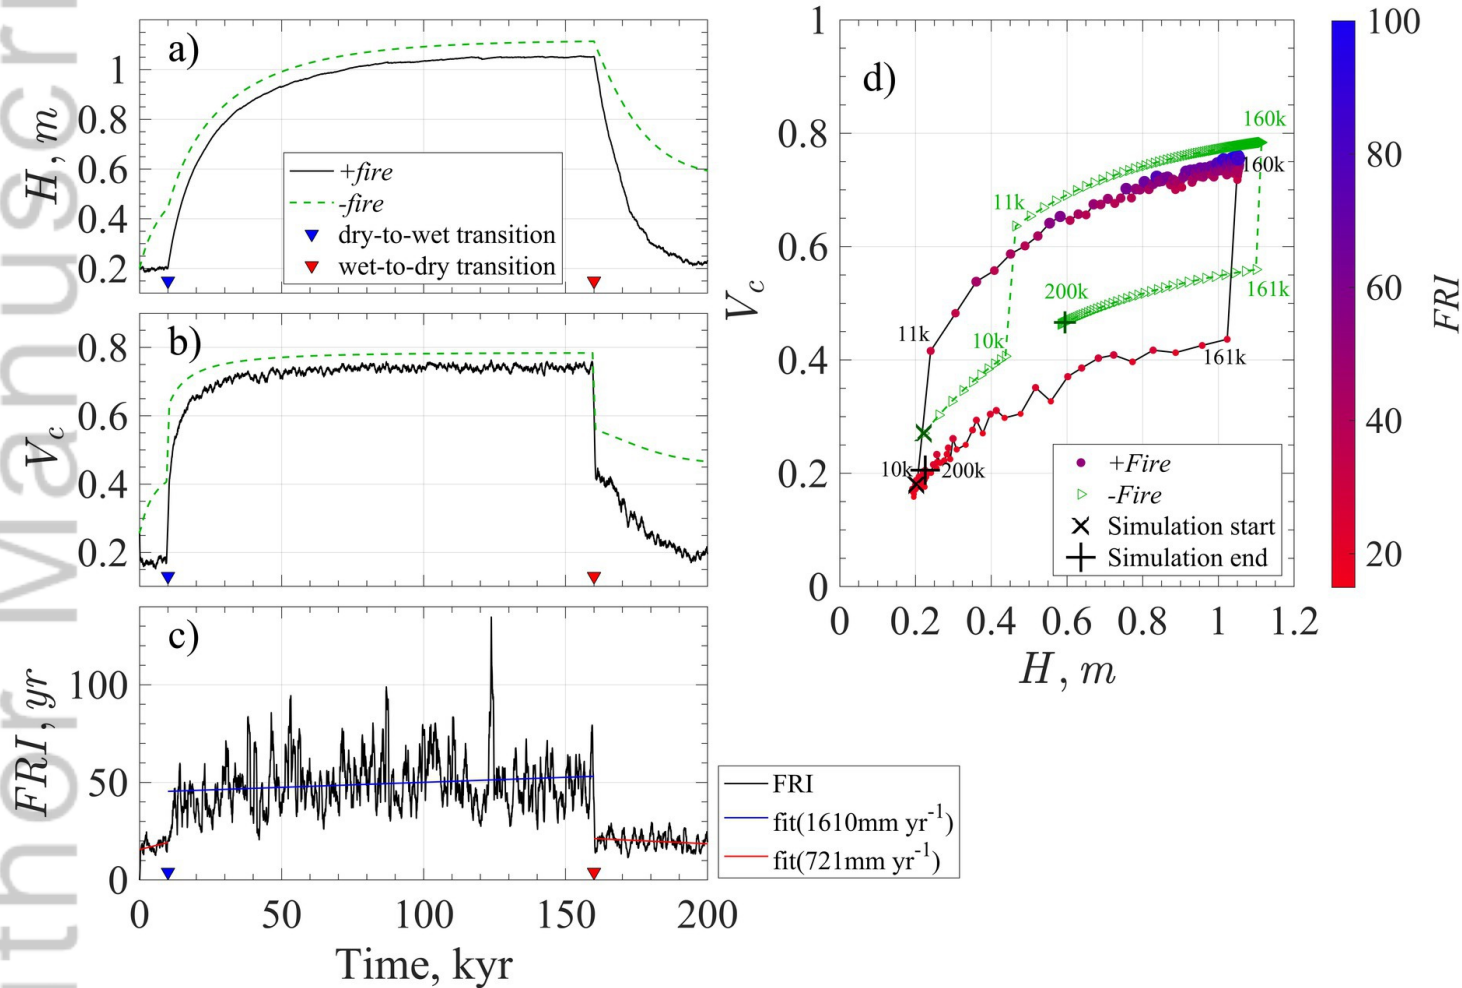 uthor Manuscri
a)
H, m
1
0.8
0.6
0.4
0.2
+fire
-fire
dry-to-wet transition
wet-to-dry transition
b)
V_c
0.8
0.6
0.4
0.2
c)
FRI, yr
100
50
0
0 50 100 150 200
Time, kyr
FRI
fit(1610mm yr⁻¹)
fit(721mm yr⁻¹)
d)
V_c
1
0.8
0.6
0.4
0.2
0
0 0.2 0.4 0.6 0.8 1 1.2
H, m
160k
160k
11k
200k
161k
10k
11k
161k
10k
200k
+Fire
-Fire
Simulation start
Simulation end
100
80
60
40
20
FRI